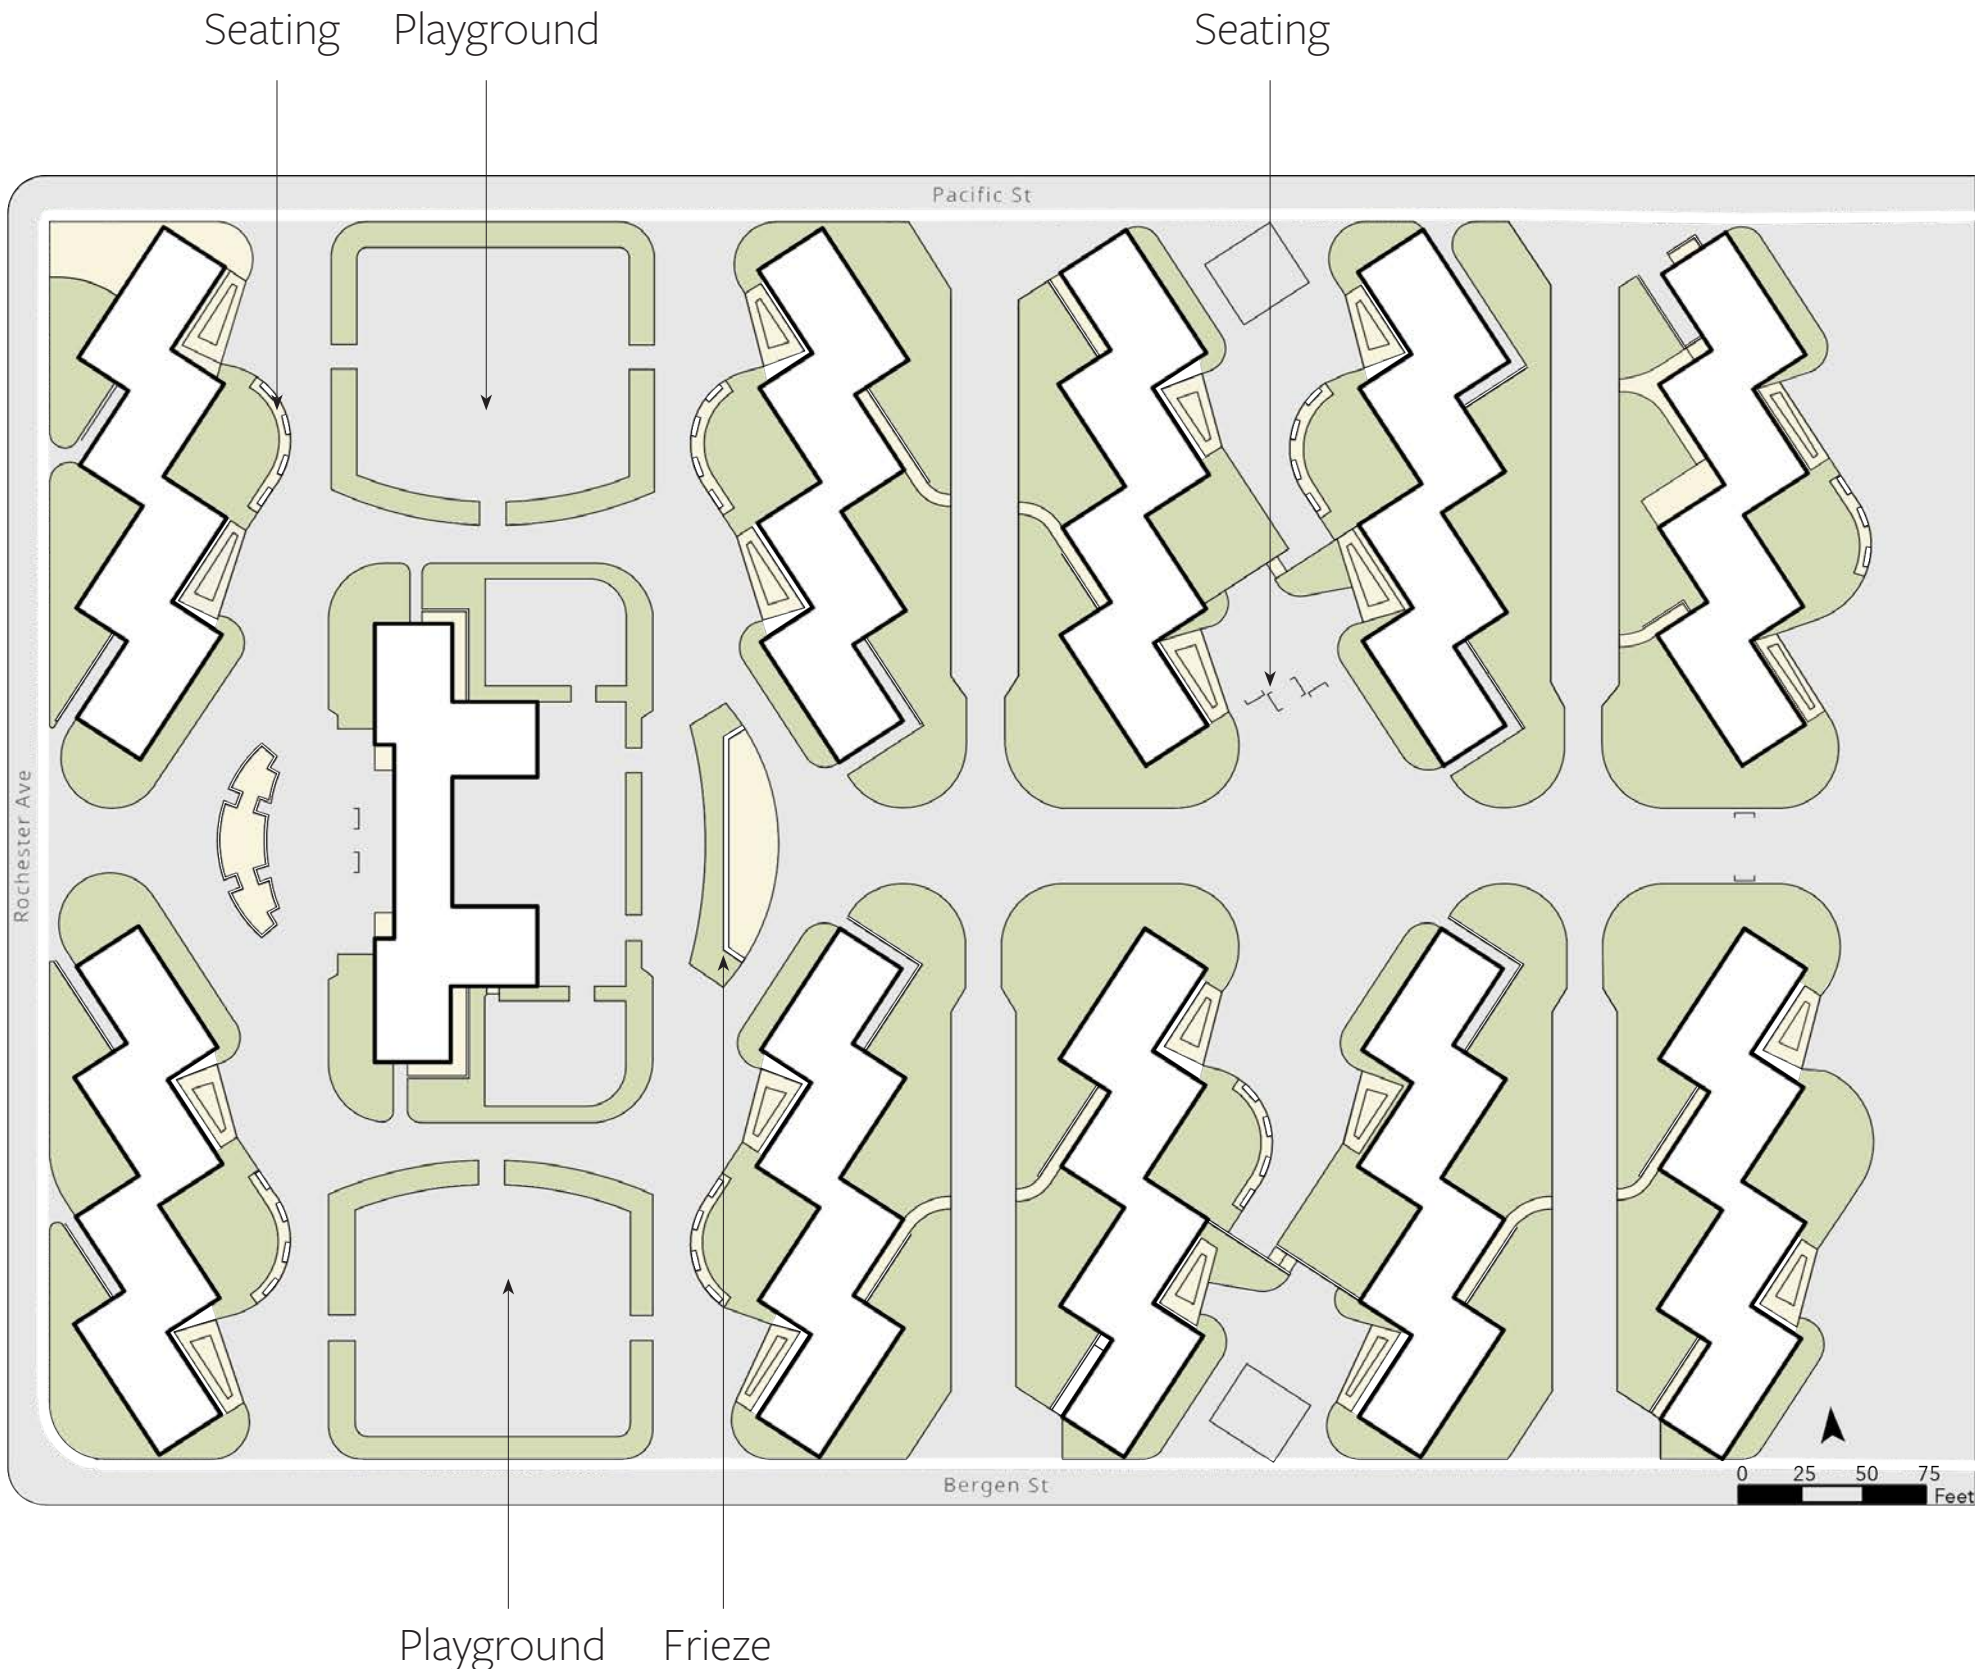 Seating
Playground
Seating
Pacific St
Rochester Ave
Bergen St
0 25 50 75
Feet
Playground
Frieze